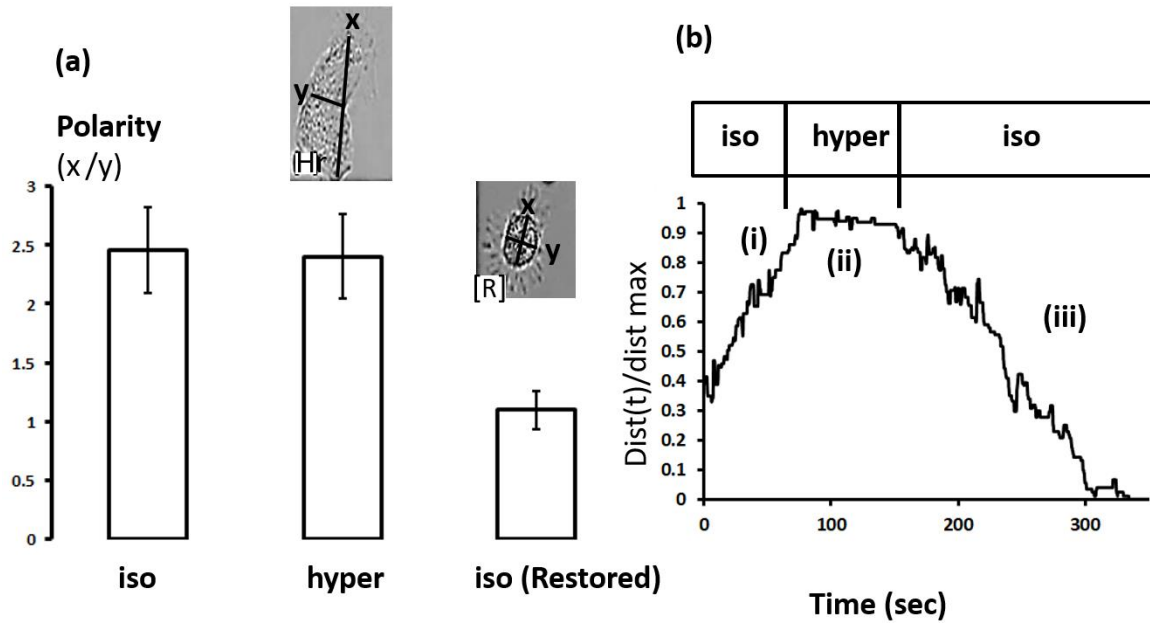 (a)
Polarity
(x /y)
3
2.5
2
1.5
1
0.5
0
x
y
[H]r
x
y
[R]
iso
hyper
iso (Restored)
(b)
iso
hyper
iso
Dist(t)/dist max
1
0.9
0.8
0.7
0.6
0.5
0.4
0.3
0.2
0.1
0
(i)
(ii)
(iii)
0
100
200
300
Time (sec)